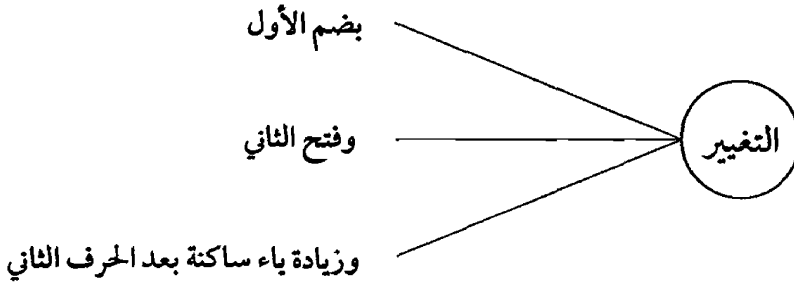 التغيير
بضم الأول
وفتح الثاني
وزيادة ياء ساكنة بعد الحرف الثاني